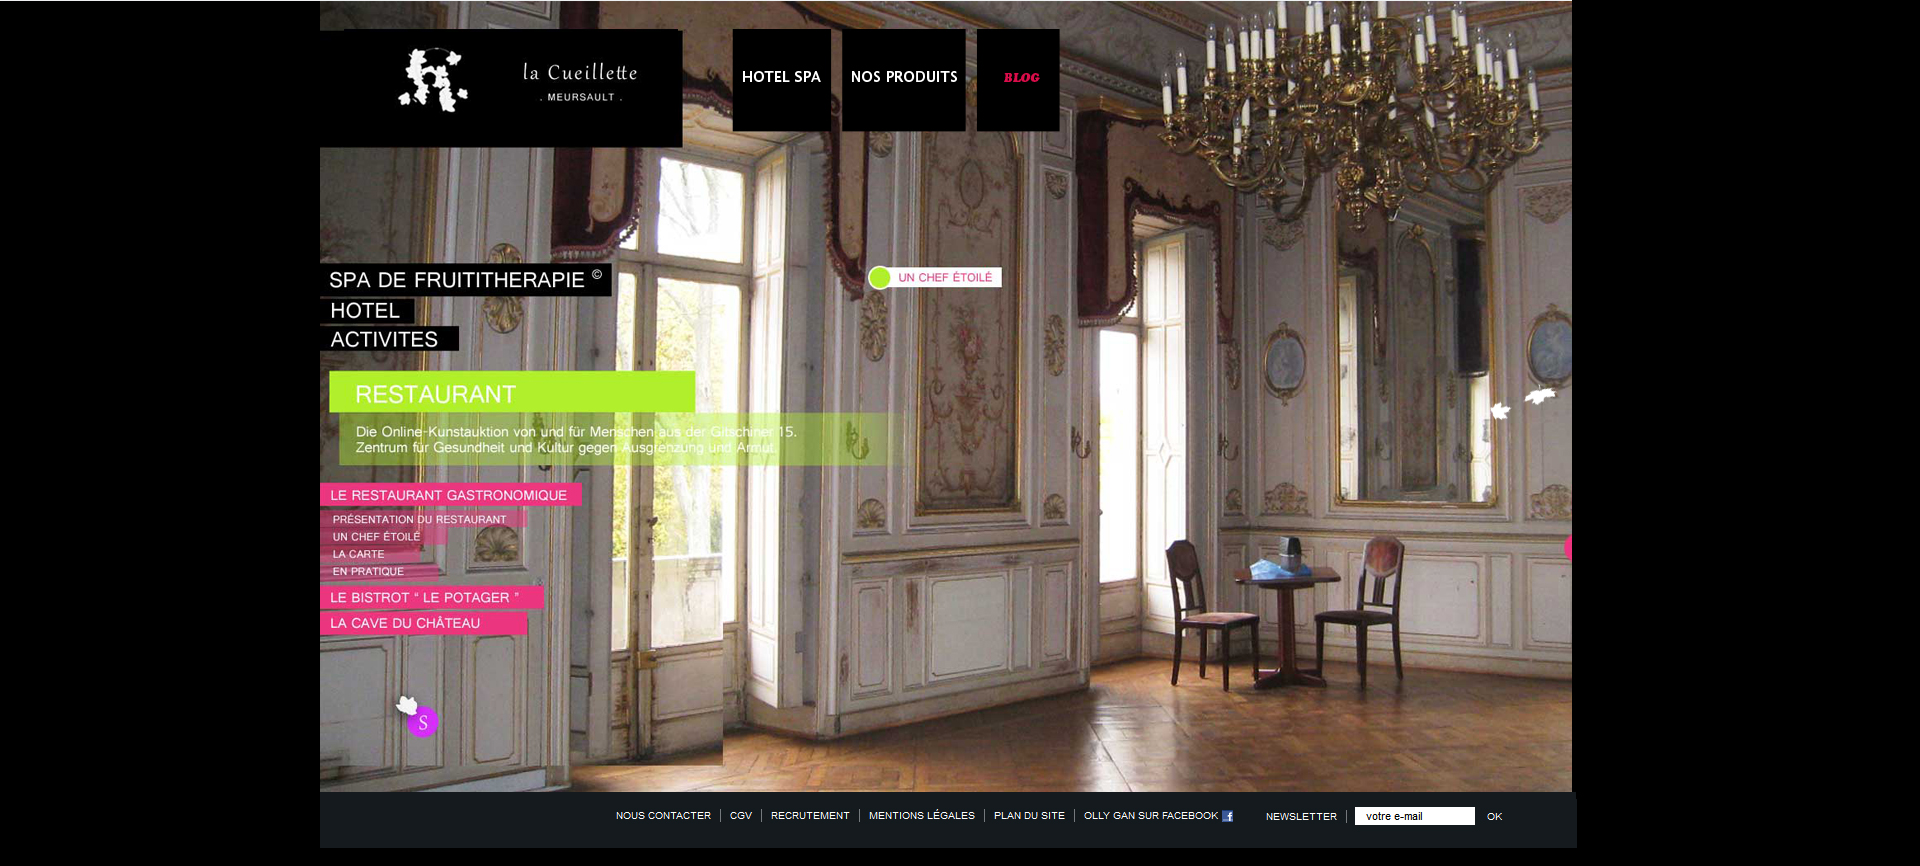 la Cueillette
. MEURSAULT .
HOTEL SPA
NOS PRODUITS
BLOG
SPA DE FRUITITHERAPIE ©
HOTEL
ACTIVITES
UN CHEF ÉTOILÉ
RESTAURANT
Die Online-Kunstauktion von und für Menschen aus der Gitschiner 15.
Zentrum für Gesundheit und Kultur gegen Ausgrenzung und Armut.
LE RESTAURANT GASTRONOMIQUE
PRÉSENTATION DU RESTAURANT
UN CHEF ÉTOILÉ
LA CARTE
EN PRATIQUE
LE BISTROT “ LE POTAGER ”
LA CAVE DU CHÂTEAU
S
NOUS CONTACTER | CGV | RECRUTEMENT | MENTIONS LÉGALES | PLAN DU SITE | OLLY GAN SUR FACEBOOK f
NEWSLETTER | votre e-mail OK